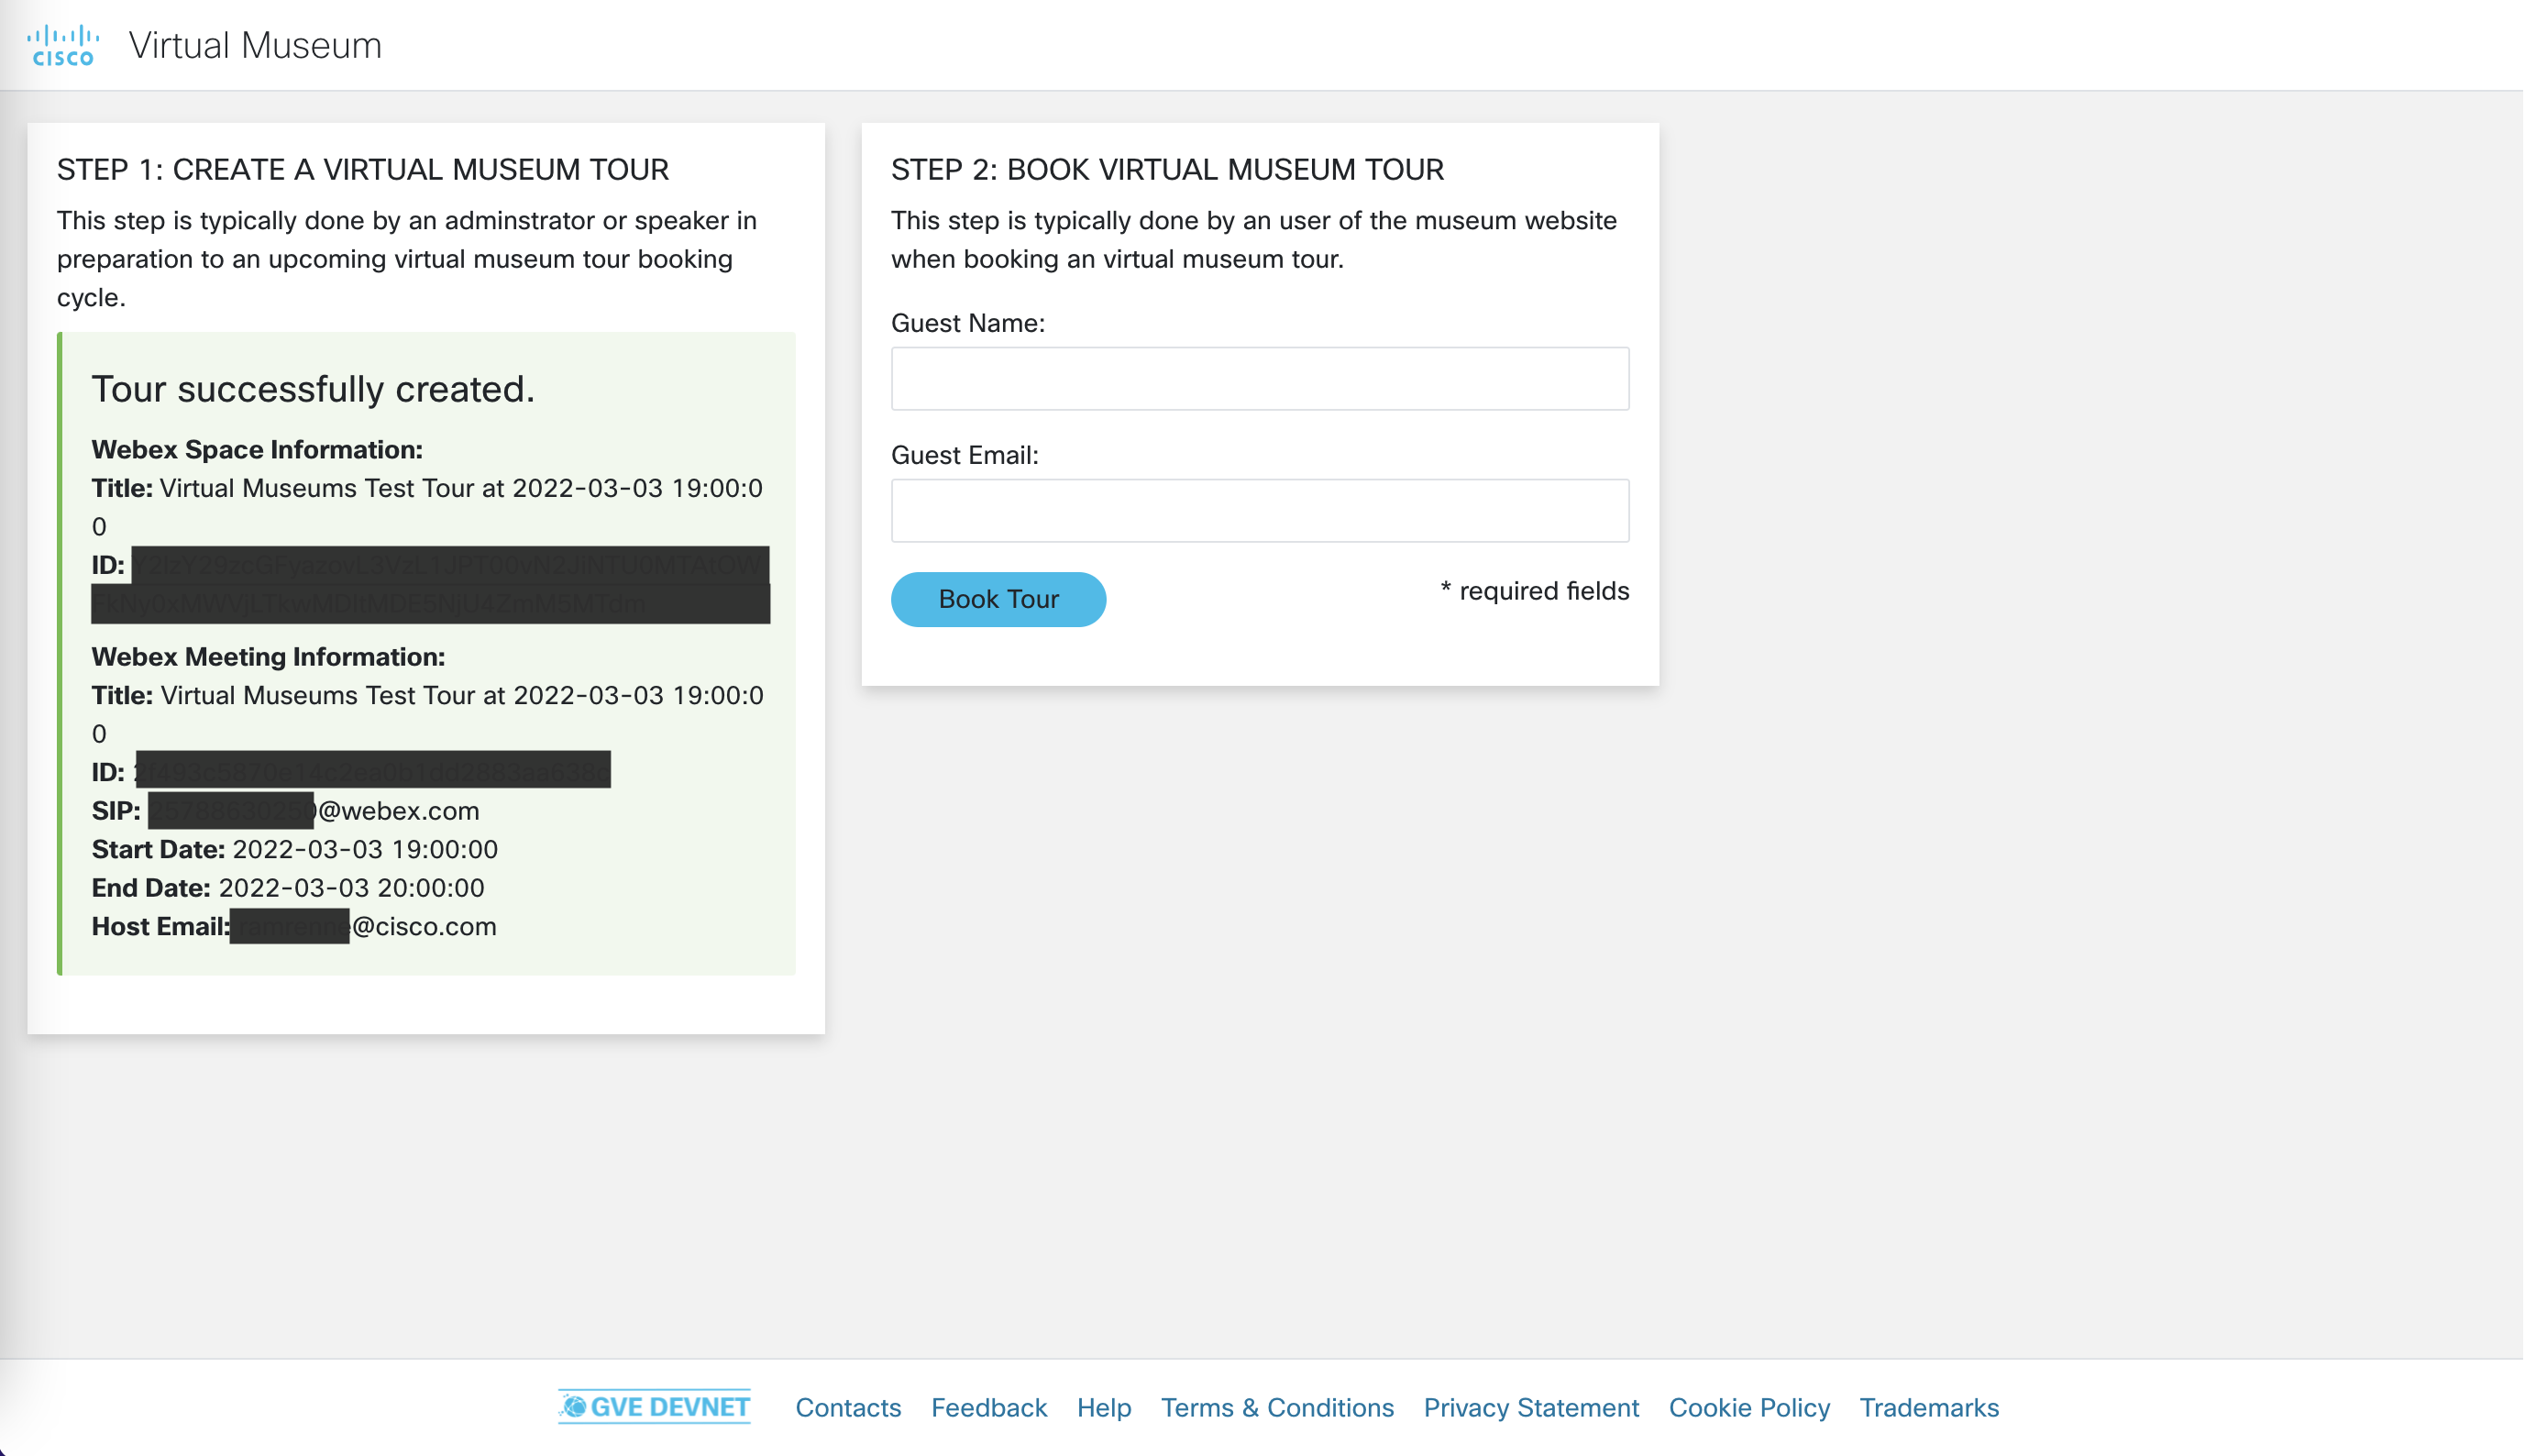 CISCO
Virtual Museum
STEP 1: CREATE A VIRTUAL MUSEUM TOUR
This step is typically done by an adminstrator or speaker in
preparation to an upcoming virtual museum tour booking
cycle.
Tour successfully created.
Webex Space Information:
Title: Virtual Museums Test Tour at 2022-03-03 19:00:0
0
ID:
Webex Meeting Information:
Title: Virtual Museums Test Tour at 2022-03-03 19:00:0
0
ID:
SIP: @webex.com
Start Date: 2022-03-03 19:00:00
End Date: 2022-03-03 20:00:00
Host Email: @cisco.com
STEP 2: BOOK VIRTUAL MUSEUM TOUR
This step is typically done by an user of the museum website
when booking an virtual museum tour.
Guest Name:
Guest Email:
Book Tour
* required fields
GVE DEVNET
Contacts Feedback Help Terms & Conditions Privacy Statement Cookie Policy Trademarks